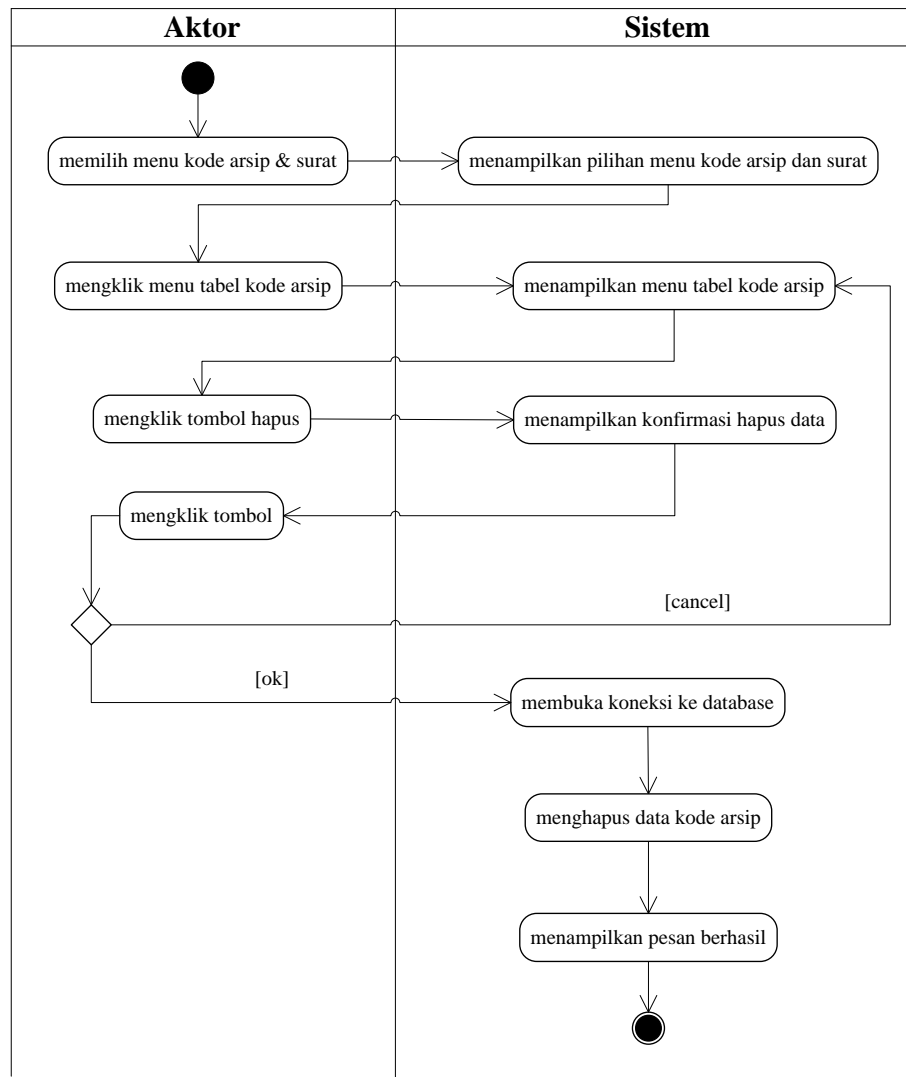 Aktor
Sistem
memilih menu kode arsip & surat
menampilkan pilihan menu kode arsip dan surat
mengklik menu tabel kode arsip
menampilkan menu tabel kode arsip
mengklik tombol hapus
menampilkan konfirmasi hapus data
mengklik tombol
[cancel]
[ok]
membuka koneksi ke database
menghapus data kode arsip
menampilkan pesan berhasil